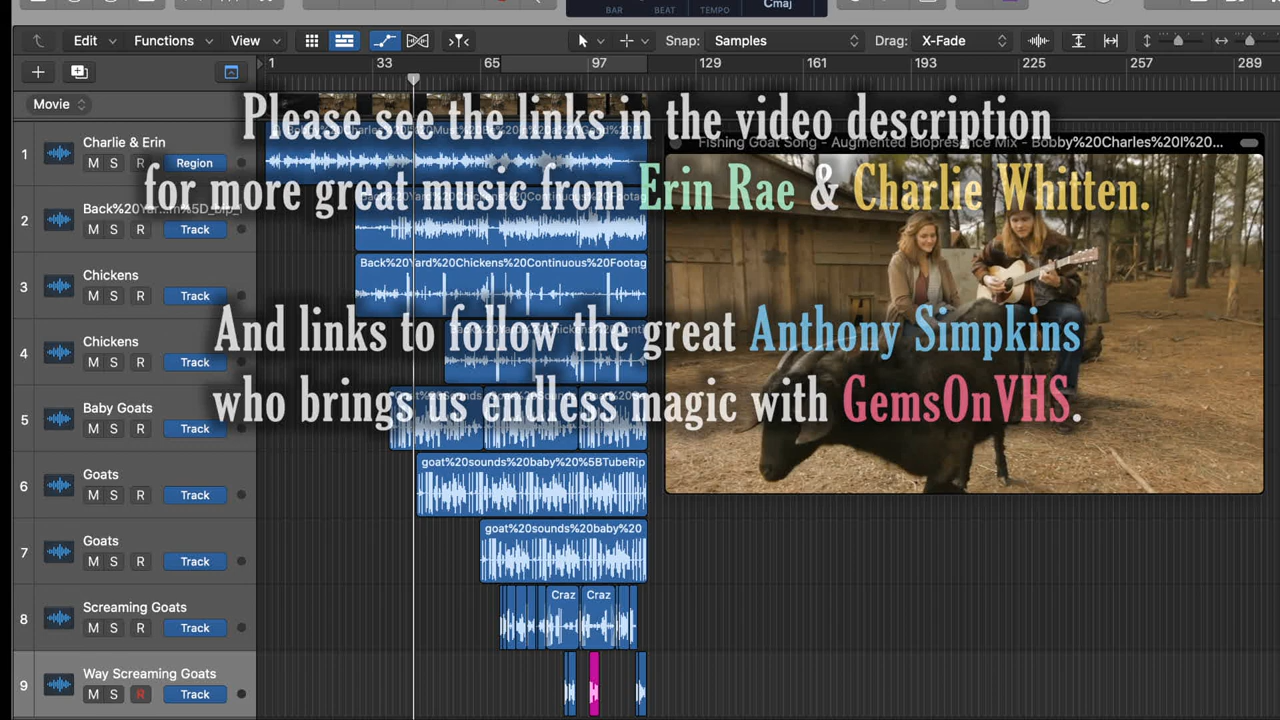 BAR BEAT TEMPO Cmaj
Edit Functions View Snap: Samples Drag: X-Fade
1 33 65 97 129 161 193 225 257 289
Movie
Please see the links in the video description
for more great music from Erin Rae & Charlie Whitten.
And links to follow the great Anthony Simpkins
who brings us endless magic with GemsOnVHS.
Fishing Goat Song - Augmented Biopresence Mix - Bobby%20Charles%20I%20...
1 Charlie & Erin
M S R Region
2
M S R Track
3 Chickens
M S R Track
Back%20Yard%20Chickens%20Continuous%20Footag
4 Chickens
M S R Track
5 Baby Goats
M S R Track
6 Goats
M S R Track
goat%20sounds%20baby%20%5BTubeRip
7 Goats
M S R Track
goat%20sounds%20baby%20
8 Screaming Goats
M S R Track
Craz Craz
9 Way Screaming Goats
M S R Track